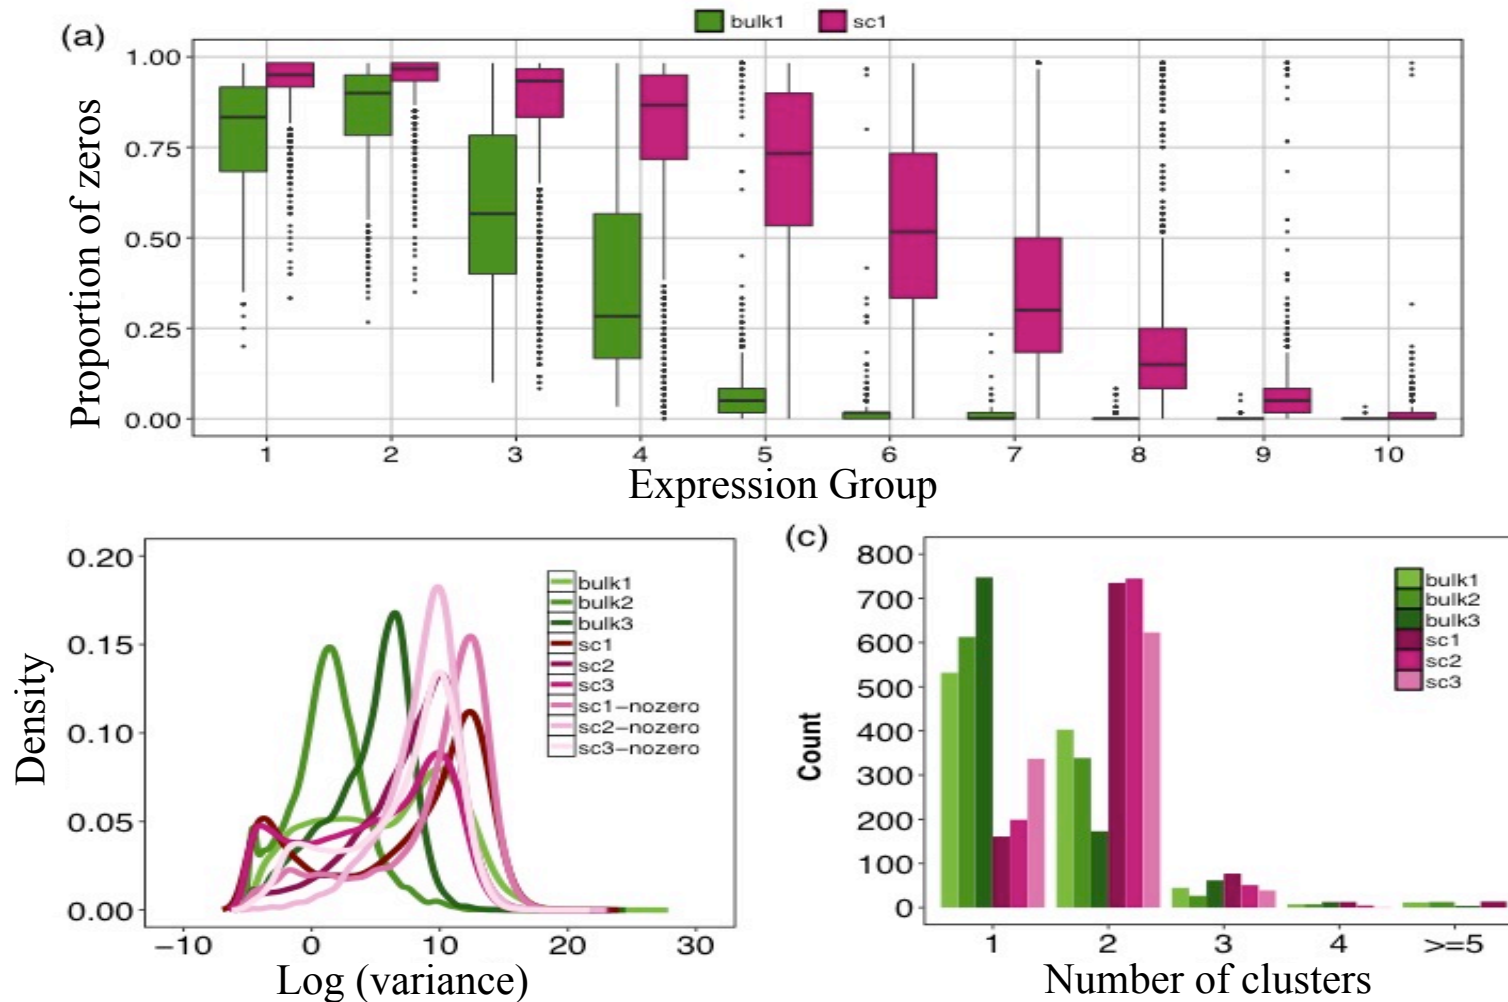 bulk1 sc1
(a)
Proportion of zeros
1.00
0.75
0.50
0.25
0.00
1 2 3 4 5 6 7 8 9 10
Expression Group
Density
0.20
0.15
0.10
0.05
0.00
bulk1
bulk2
bulk3
sc1
sc2
sc3
sc1−nozero
sc2−nozero
sc3−nozero
−10 0 10 20 30
Log (variance)
(c)
Count
800
700
600
500
400
300
200
100
0
bulk1
bulk2
bulk3
sc1
sc2
sc3
1 2 3 4 >=5
Number of clusters